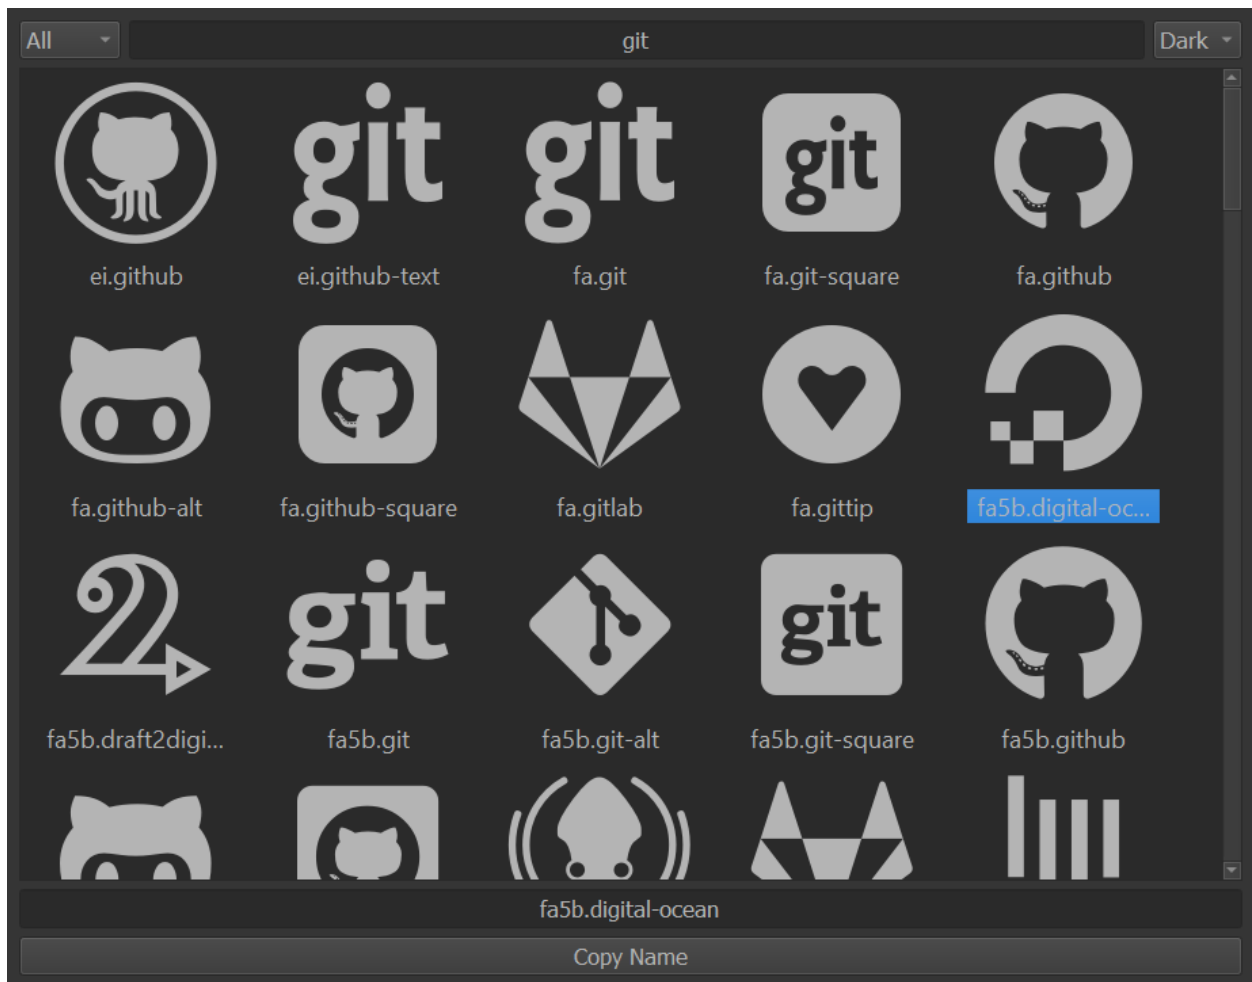 All git Dark
git git git
ei.github ei.github-text fa.git fa.git-square fa.github
fa.github-alt fa.github-square fa.gitlab fa.gittip fa5b.digital-oc...
git git
fa5b.draft2digi... fa5b.git fa5b.git-alt fa5b.git-square fa5b.github
fa5b.digital-ocean
Copy Name